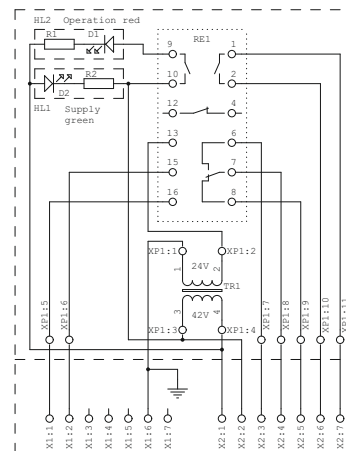 HL2 Operation red
R1
D1
RE1
9
1
D2
R2
10
2
HL1 Supply
green
12
4
13
6
15
7
16
8
XP1:1
XP1:2
1
24V
2
TR1
3
42V
4
XP1:3
XP1:4
XP1:5
XP1:6
XP1:7
XP1:8
XP1:9
XP1:10
XP1:11
X1:1
X1:2
X1:3
X1:4
X1:5
X1:6
X1:7
X2:1
X2:2
X2:3
X2:4
X2:5
X2:6
X2:7